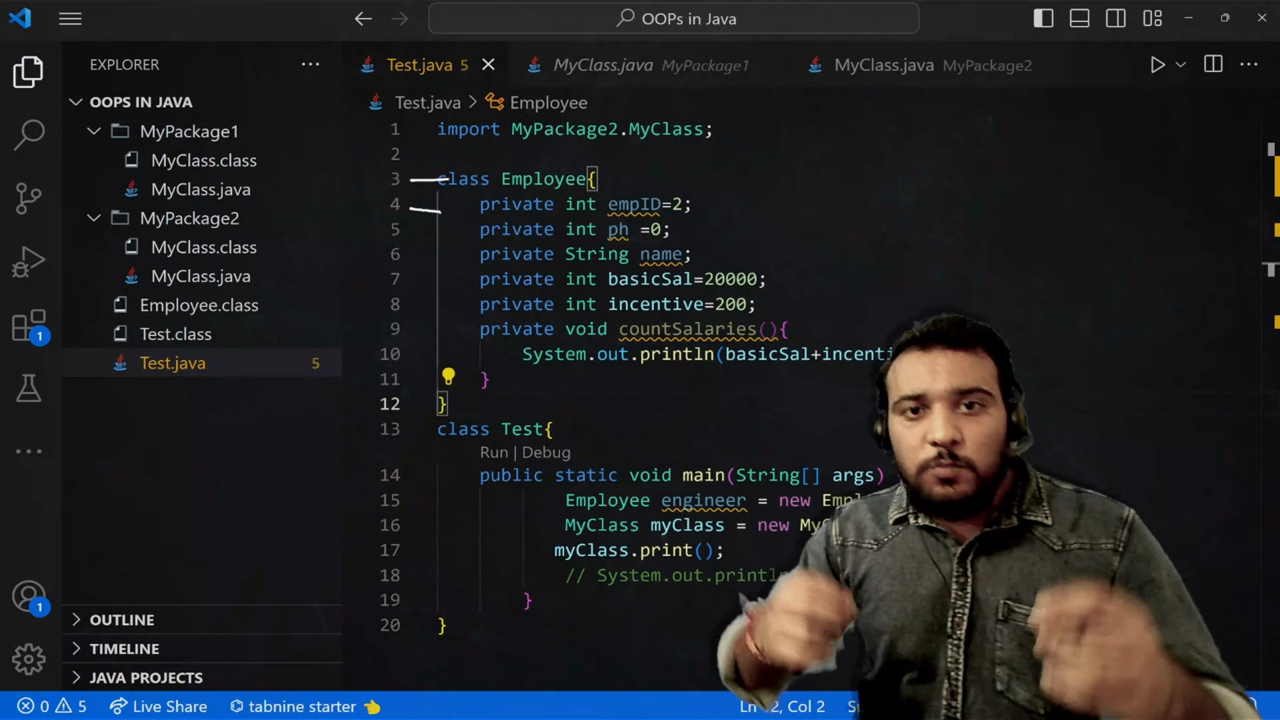 OOPs in Java
EXPLORER
Test.java 5
MyClass.java MyPackage1
MyClass.java MyPackage2
OOPS IN JAVA
MyPackage1
MyClass.class
MyClass.java
MyPackage2
MyClass.class
MyClass.java
Employee.class
Test.class
Test.java 5
OUTLINE
TIMELINE
JAVA PROJECTS
1
1
Test.java > Employee
1 import MyPackage2.MyClass;
2
3 class Employee{
4 private int empID=2;
5 private int ph =0;
6 private String name;
7 private int basicSal=20000;
8 private int incentive=200;
9 private void countSalaries(){
10 System.out.println(basicSal+incenti
11 }
12 }
13 class Test{
Run | Debug
14 public static void main(String[] args)
15 Employee engineer = new Empl
16 MyClass myClass = new My
17 myClass.print();
18 // System.out.printl
19 }
20 }
0 5 Live Share tabnine starter
Ln 12, Col 2